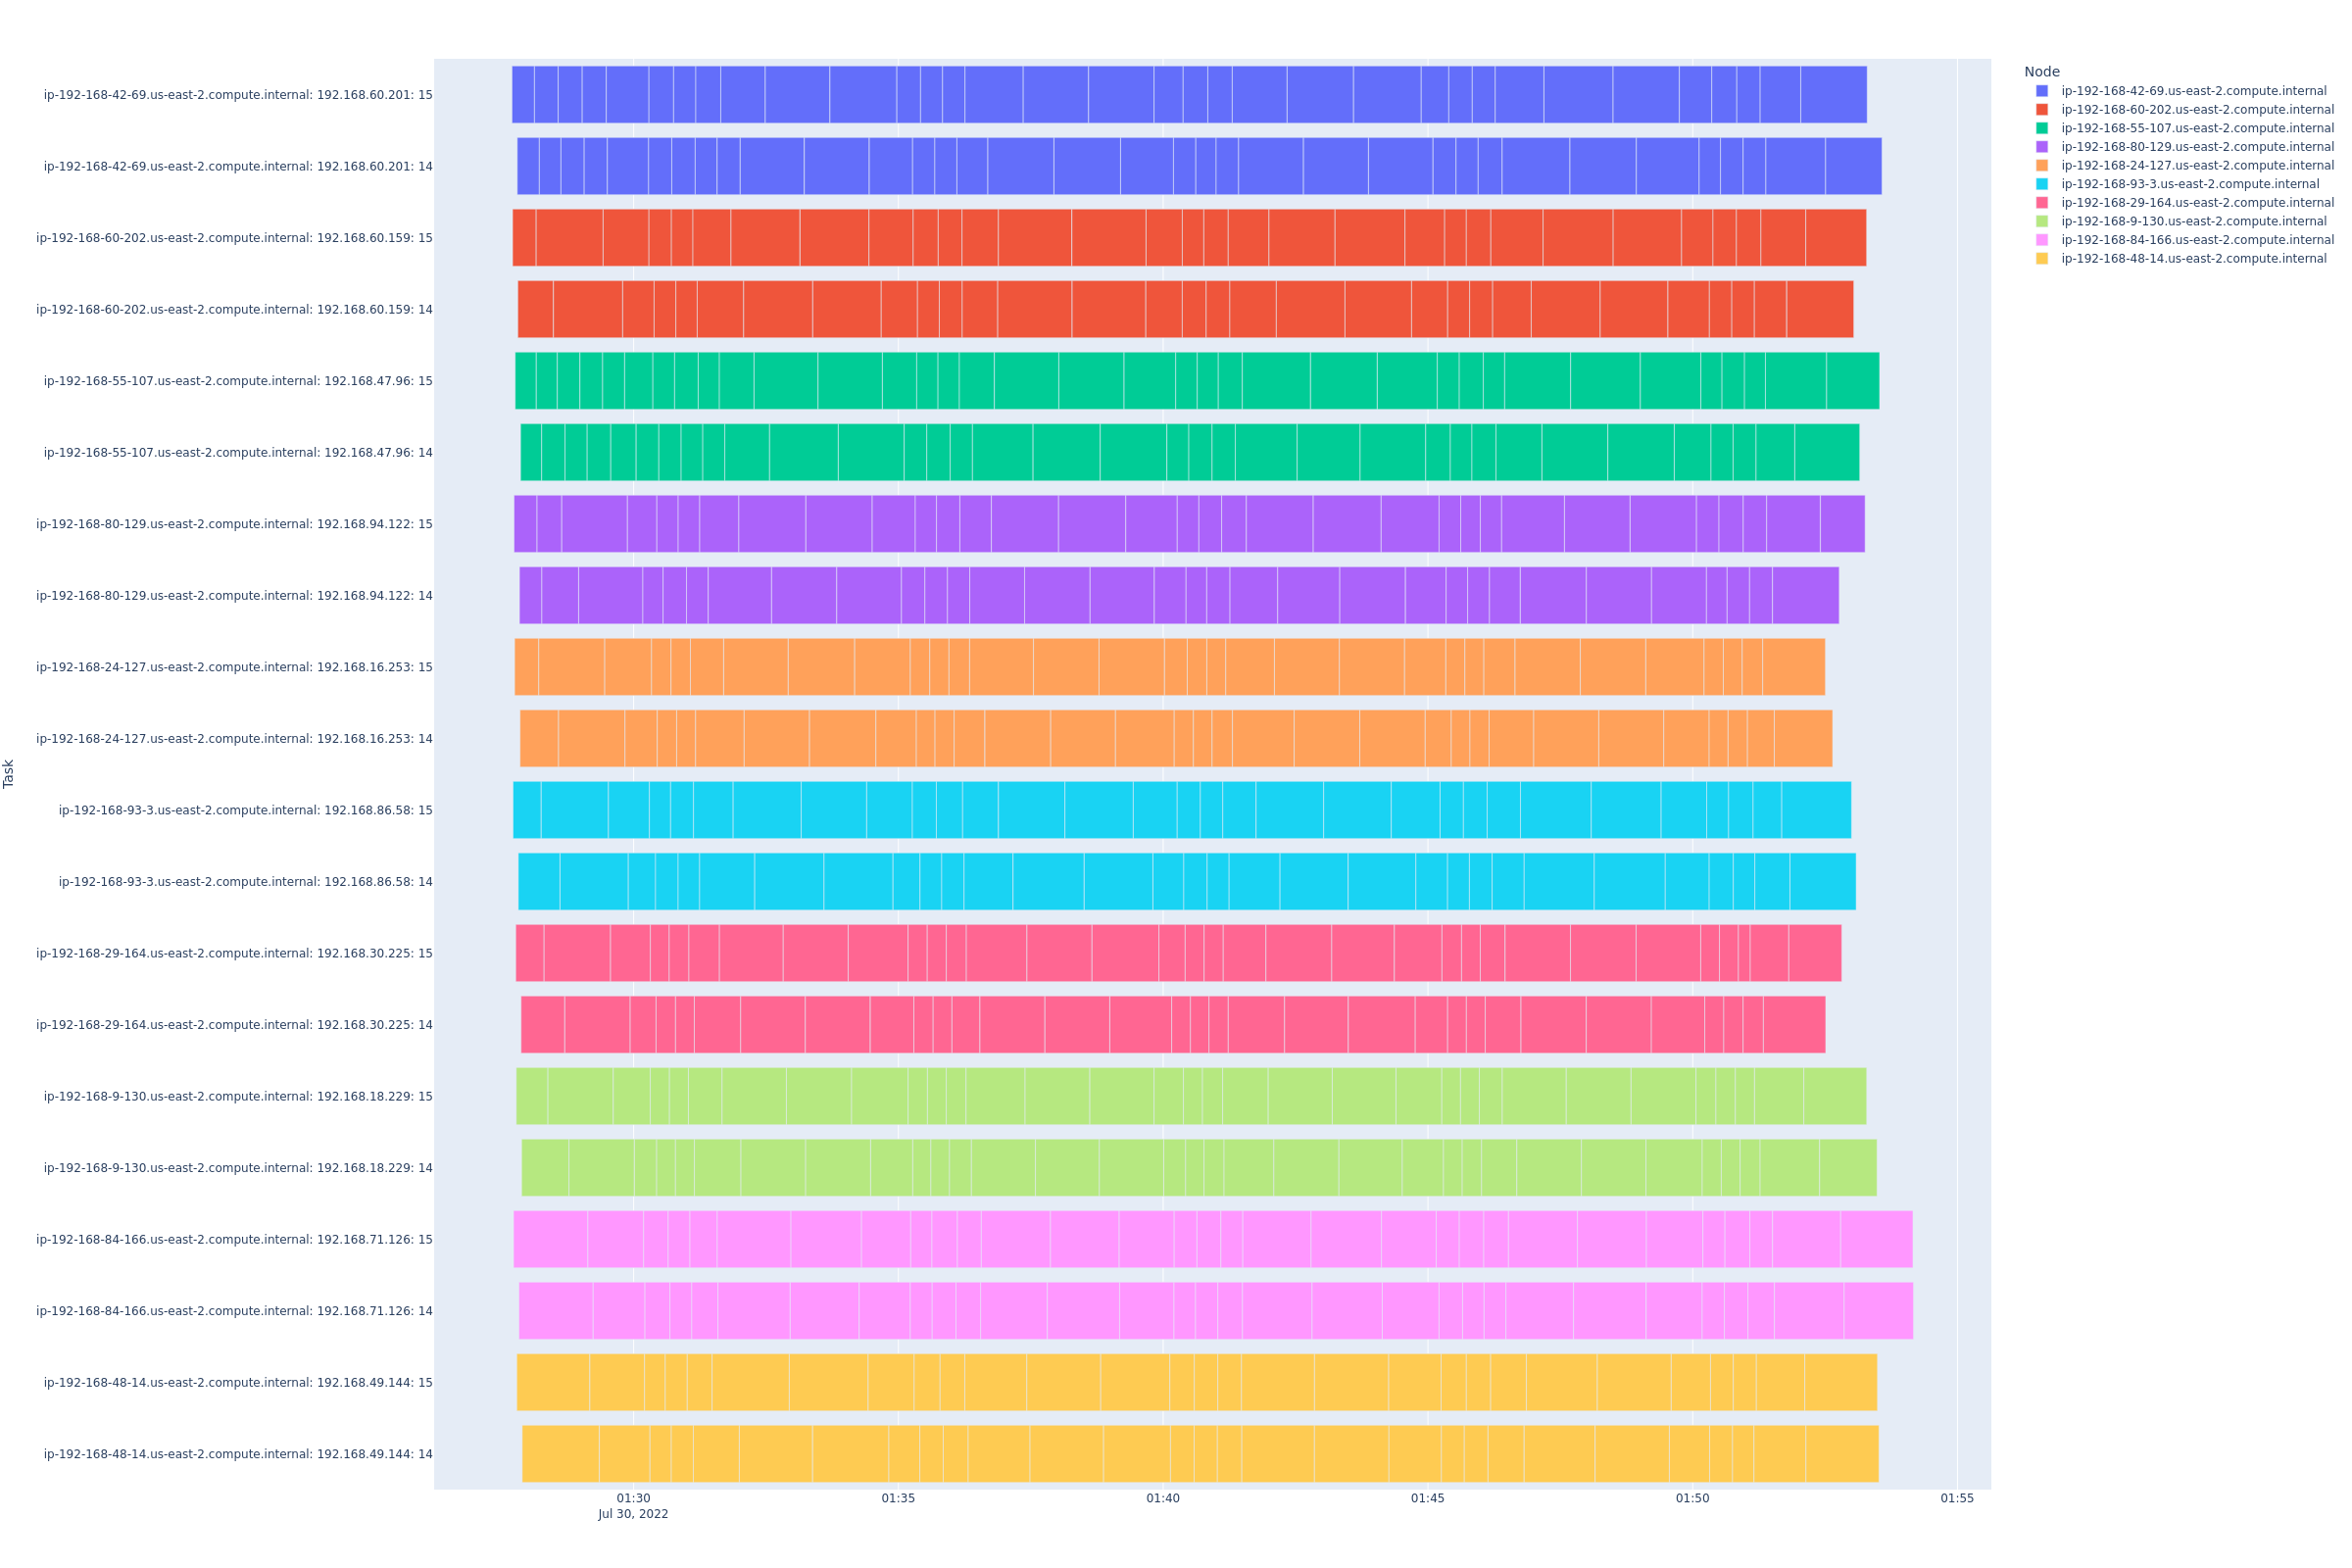 Task
ip-192-168-42-69.us-east-2.compute.internal: 192.168.60.201: 15
ip-192-168-42-69.us-east-2.compute.internal: 192.168.60.201: 14
ip-192-168-60-202.us-east-2.compute.internal: 192.168.60.159: 15
ip-192-168-60-202.us-east-2.compute.internal: 192.168.60.159: 14
ip-192-168-55-107.us-east-2.compute.internal: 192.168.47.96: 15
ip-192-168-55-107.us-east-2.compute.internal: 192.168.47.96: 14
ip-192-168-80-129.us-east-2.compute.internal: 192.168.94.122: 15
ip-192-168-80-129.us-east-2.compute.internal: 192.168.94.122: 14
ip-192-168-24-127.us-east-2.compute.internal: 192.168.16.253: 15
ip-192-168-24-127.us-east-2.compute.internal: 192.168.16.253: 14
ip-192-168-93-3.us-east-2.compute.internal: 192.168.86.58: 15
ip-192-168-93-3.us-east-2.compute.internal: 192.168.86.58: 14
ip-192-168-29-164.us-east-2.compute.internal: 192.168.30.225: 15
ip-192-168-29-164.us-east-2.compute.internal: 192.168.30.225: 14
ip-192-168-9-130.us-east-2.compute.internal: 192.168.18.229: 15
ip-192-168-9-130.us-east-2.compute.internal: 192.168.18.229: 14
ip-192-168-84-166.us-east-2.compute.internal: 192.168.71.126: 15
ip-192-168-84-166.us-east-2.compute.internal: 192.168.71.126: 14
ip-192-168-48-14.us-east-2.compute.internal: 192.168.49.144: 15
ip-192-168-48-14.us-east-2.compute.internal: 192.168.49.144: 14
01:30 01:35 01:40 01:45 01:50 01:55
Jul 30, 2022
Node
ip-192-168-42-69.us-east-2.compute.internal
ip-192-168-60-202.us-east-2.compute.internal
ip-192-168-55-107.us-east-2.compute.internal
ip-192-168-80-129.us-east-2.compute.internal
ip-192-168-24-127.us-east-2.compute.internal
ip-192-168-93-3.us-east-2.compute.internal
ip-192-168-29-164.us-east-2.compute.internal
ip-192-168-9-130.us-east-2.compute.internal
ip-192-168-84-166.us-east-2.compute.internal
ip-192-168-48-14.us-east-2.compute.internal